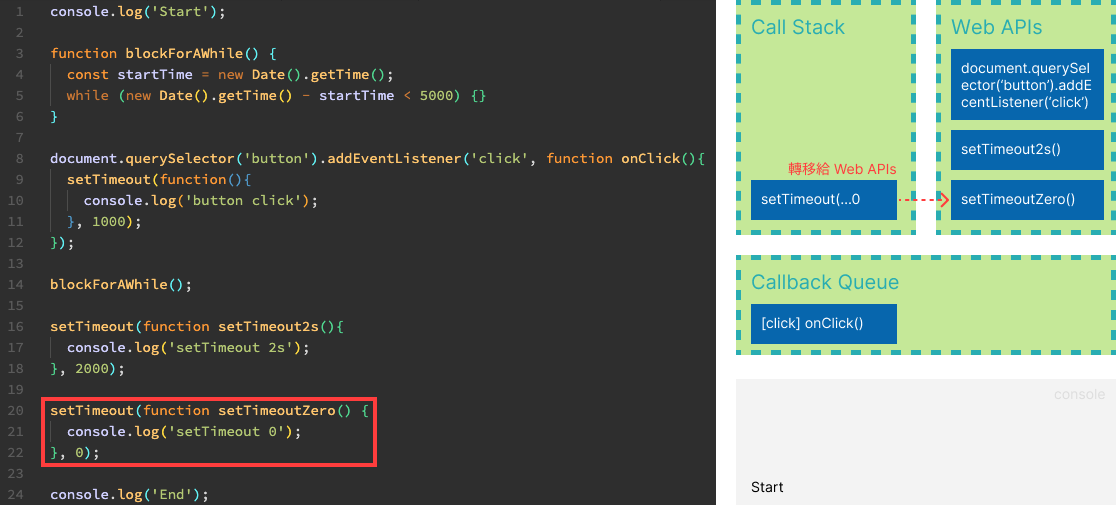 1 console.log('Start');
2
3 function blockForAWhile() {
4 const startTime = new Date().getTime();
5 while (new Date().getTime() - startTime < 5000) {}
6 }
7
8 document.querySelector('button').addEventListener('click', function onClick(){
9 setTimeout(function(){
10 console.log('button click');
11 }, 1000);
12 });
13
14 blockForAWhile();
15
16 setTimeout(function setTimeout2s(){
17 console.log('setTimeout 2s');
18 }, 2000);
19
20 setTimeout(function setTimeoutZero() {
21 console.log('setTimeout 0');
22 }, 0);
23
24 console.log('End');
Call Stack
轉移給 Web APIs
setTimeout(...0
Web APIs
document.querySel
ector('button').addE
centListener('click')
setTimeout2s()
setTimeoutZero()
Callback Queue
[click] onClick()
console
Start